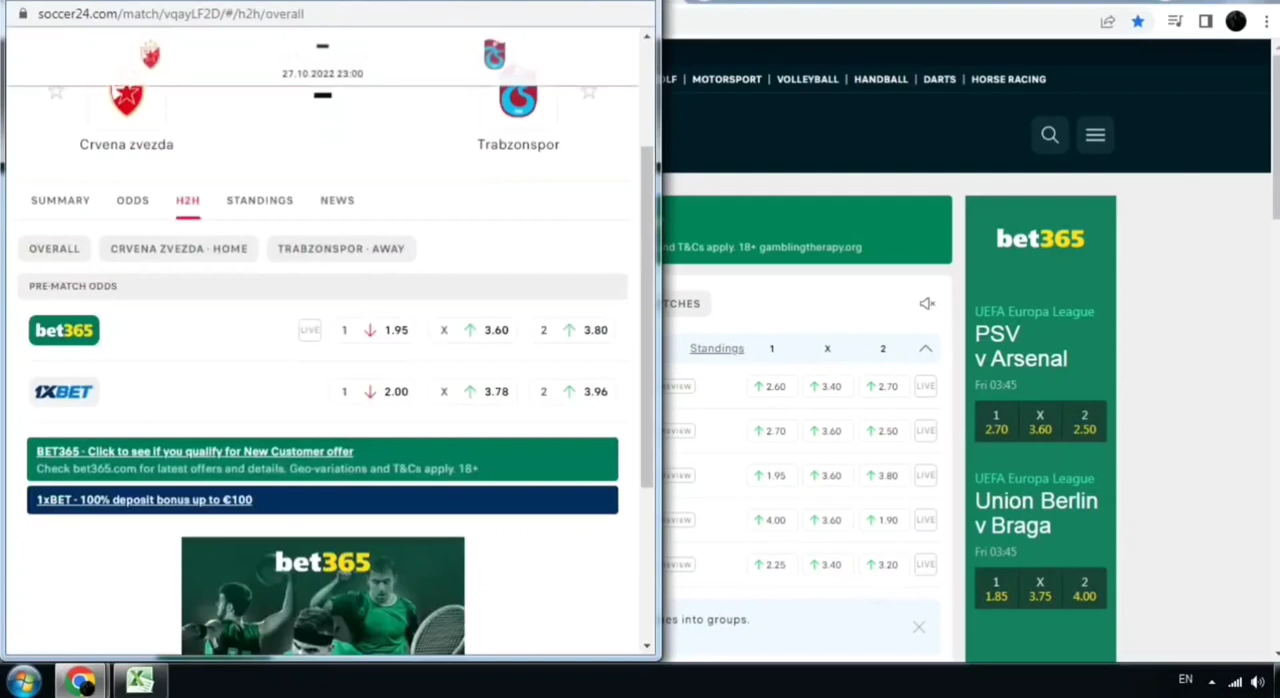 soccer24.com/match/vqayLF2D/#/h2h/overall
27.10.2022 23:00
Crvena zvezda
Trabzonspor
SUMMARY ODDS H2H STANDINGS NEWS
OVERALL CRVENA ZVEZDA - HOME TRABZONSPOR - AWAY
PRE-MATCH ODDS
bet365 LIVE 1 1.95 X 3.60 2 3.80
1XBET 1 2.00 X 3.78 2 3.96
BET365 - Click to see if you qualify for New Customer offer
Check bet365.com for latest offers and details. Geo-variations and T&Cs apply. 18+
1xBET - 100% deposit bonus up to €100
bet365
| MOTORSPORT | VOLLEYBALL | HANDBALL | DARTS | HORSE RACING
T&Cs apply. 18+ gamblingtherapy.org
Standings 1 X 2
2.60 3.40 2.70 LIVE
2.70 3.60 2.50 LIVE
1.95 3.60 3.80 LIVE
4.00 3.60 1.90 LIVE
2.25 3.40 3.20 LIVE
into groups.
bet365
UEFA Europa League
PSV
v Arsenal
Fri 03:45
1 X 2
2.70 3.60 2.50
UEFA Europa League
Union Berlin
v Braga
Fri 03:45
1 X 2
1.85 3.75 4.00
EN